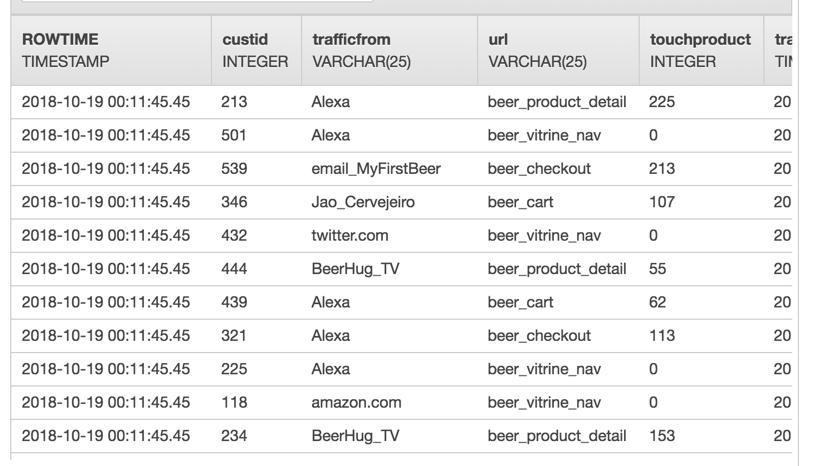 ROWTIME custid trafficfrom url touchproduct tra
TIMESTAMP INTEGER VARCHAR(25) VARCHAR(25) INTEGER TIM
2018-10-19 00:11:45.45 213 Alexa beer_product_detail 225 20
2018-10-19 00:11:45.45 501 Alexa beer_vitrine_nav 0 20
2018-10-19 00:11:45.45 539 email_MyFirstBeer beer_checkout 213 20
2018-10-19 00:11:45.45 346 Jao_Cervejeiro beer_cart 107 20
2018-10-19 00:11:45.45 432 twitter.com beer_vitrine_nav 0 20
2018-10-19 00:11:45.45 444 BeerHug_TV beer_product_detail 55 20
2018-10-19 00:11:45.45 439 Alexa beer_cart 62 20
2018-10-19 00:11:45.45 321 Alexa beer_checkout 113 20
2018-10-19 00:11:45.45 225 Alexa beer_vitrine_nav 0 20
2018-10-19 00:11:45.45 118 amazon.com beer_vitrine_nav 0 20
2018-10-19 00:11:45.45 234 BeerHug_TV beer_product_detail 153 20